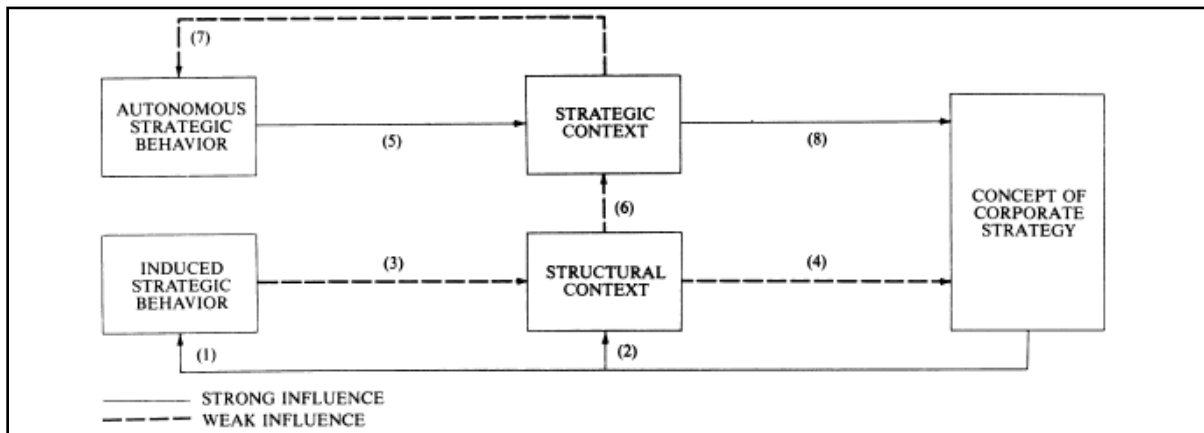 (7)
AUTONOMOUS
STRATEGIC
BEHAVIOR
(5)
STRATEGIC
CONTEXT
(8)
CONCEPT OF
CORPORATE
STRATEGY
(6)
INDUCED
STRATEGIC
BEHAVIOR
(3)
STRUCTURAL
CONTEXT
(4)
(1)
(2)
STRONG INFLUENCE
WEAK INFLUENCE